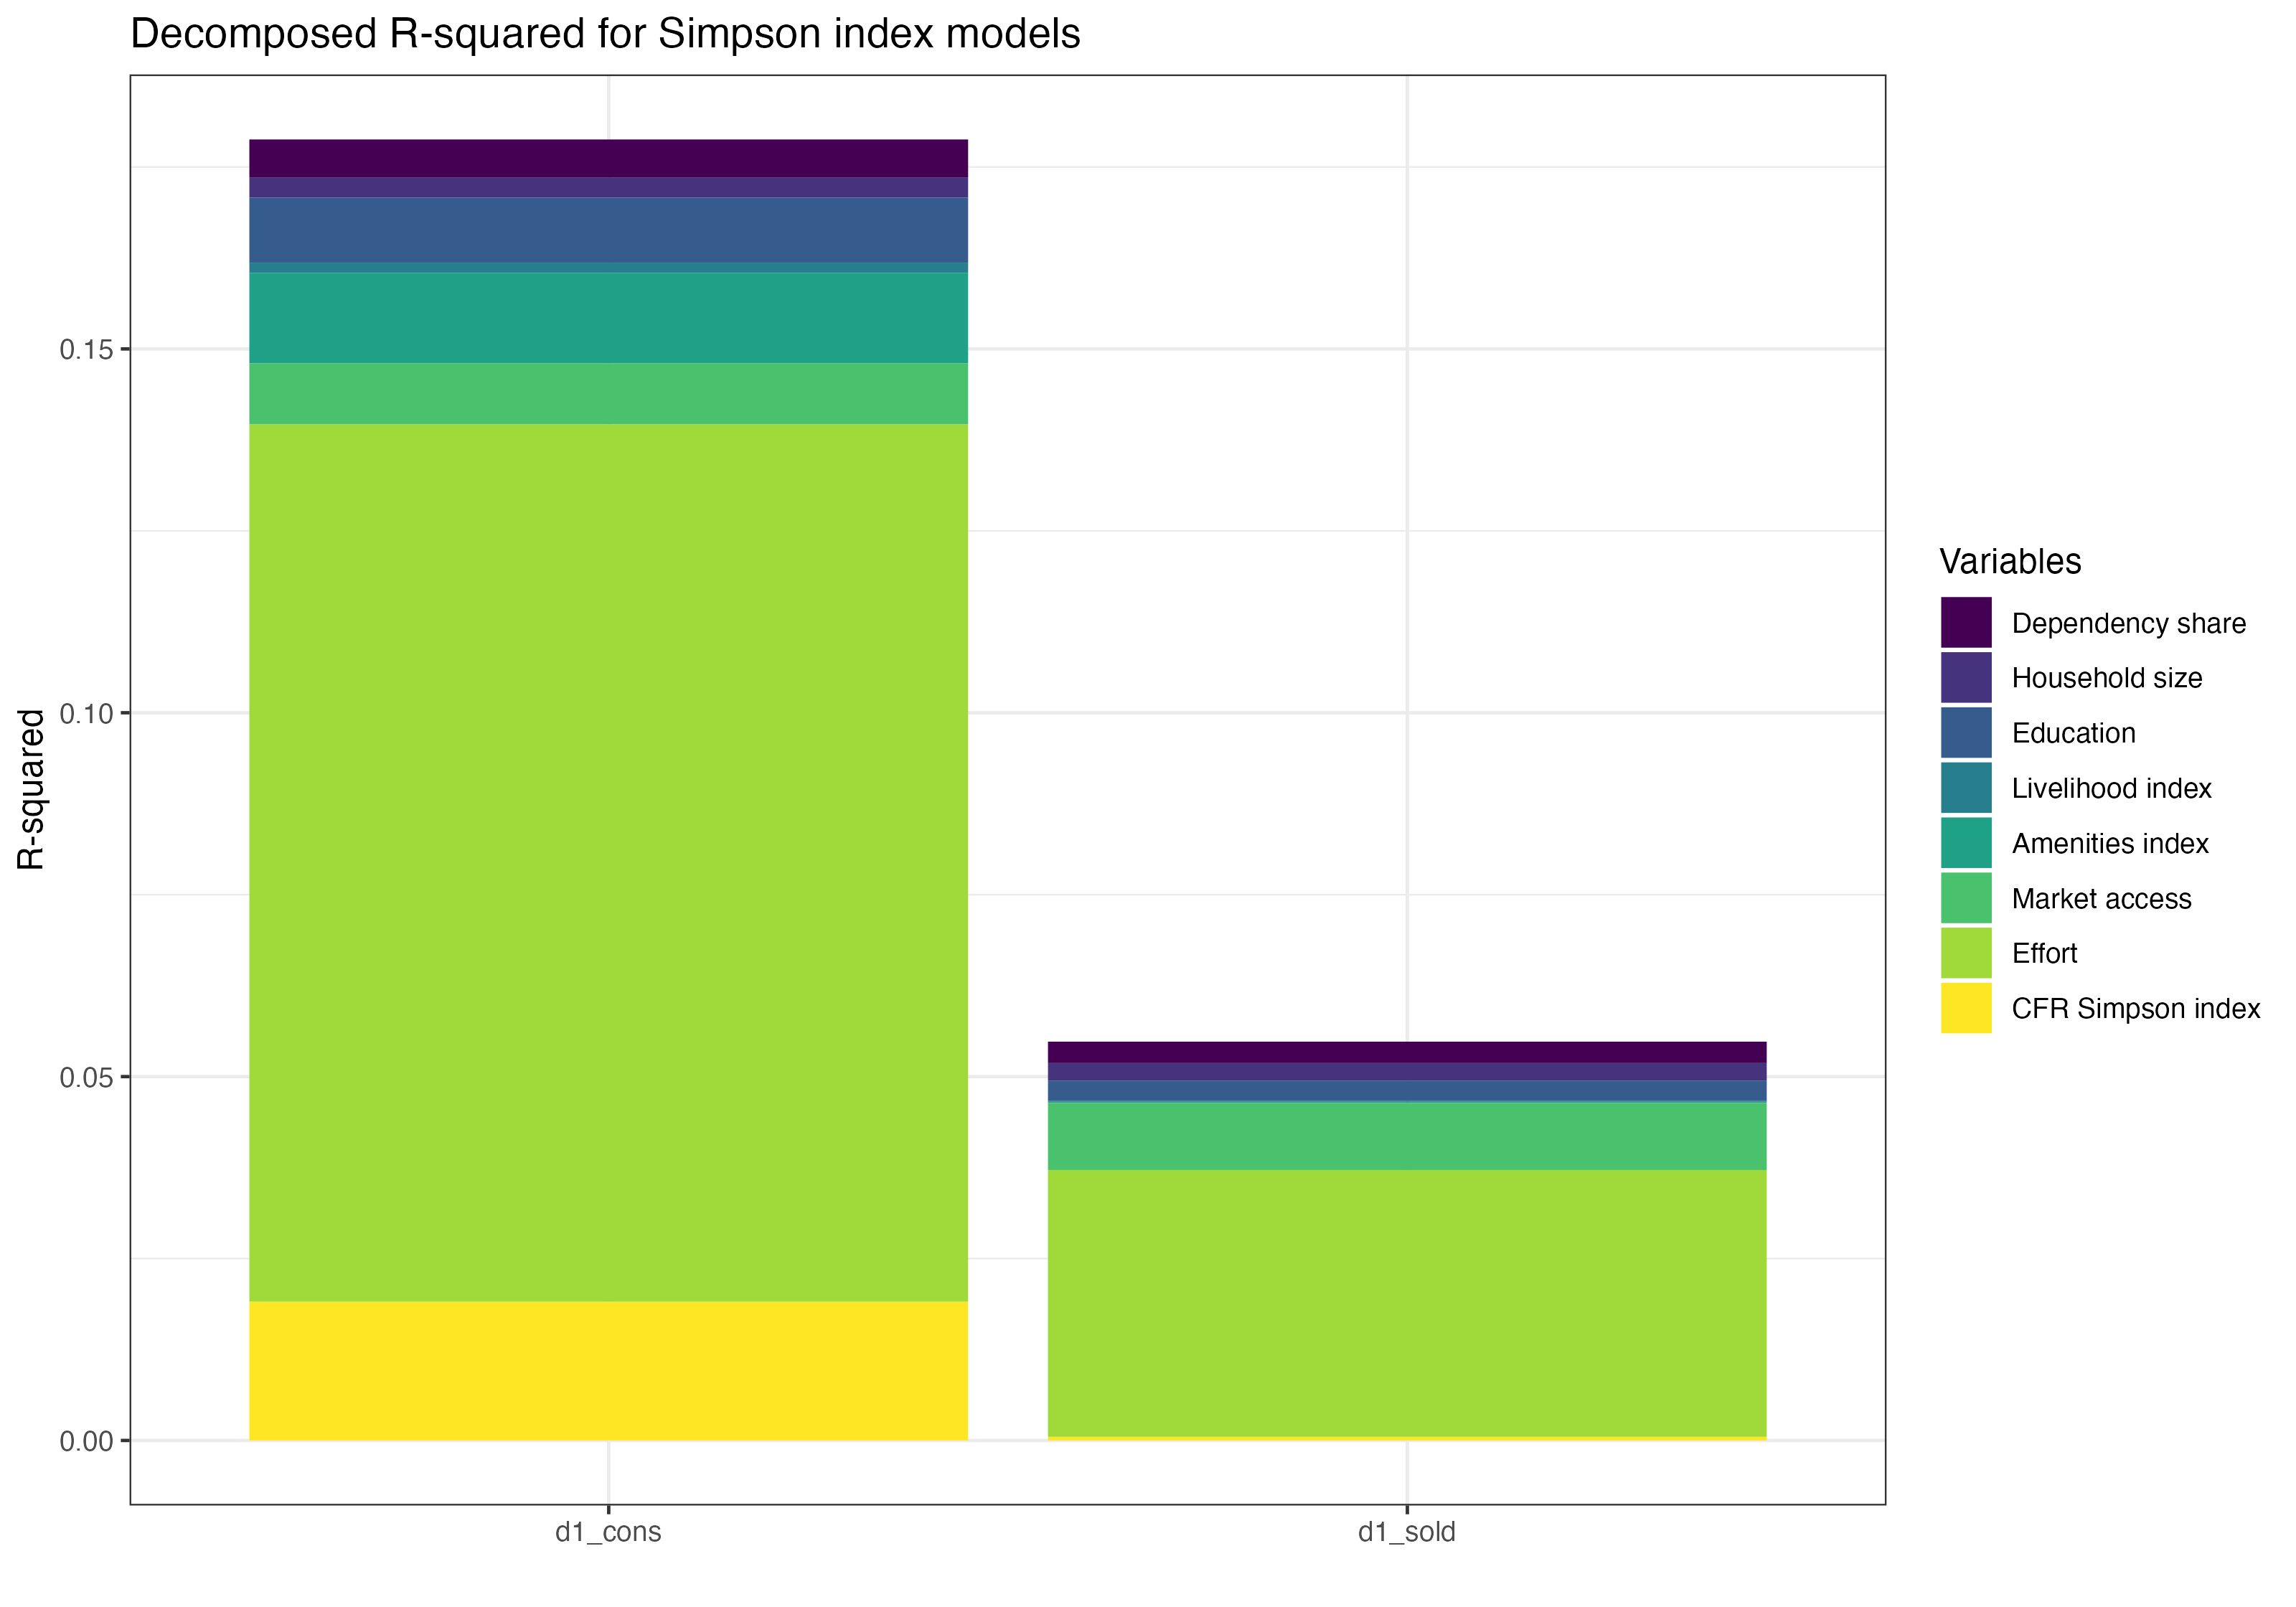 Decomposed R-squared for Simpson index models
R-squared
0.15
0.10
0.05
0.00
d1_cons
d1_sold
Variables
Dependency share
Household size
Education
Livelihood index
Amenities index
Market access
Effort
CFR Simpson index